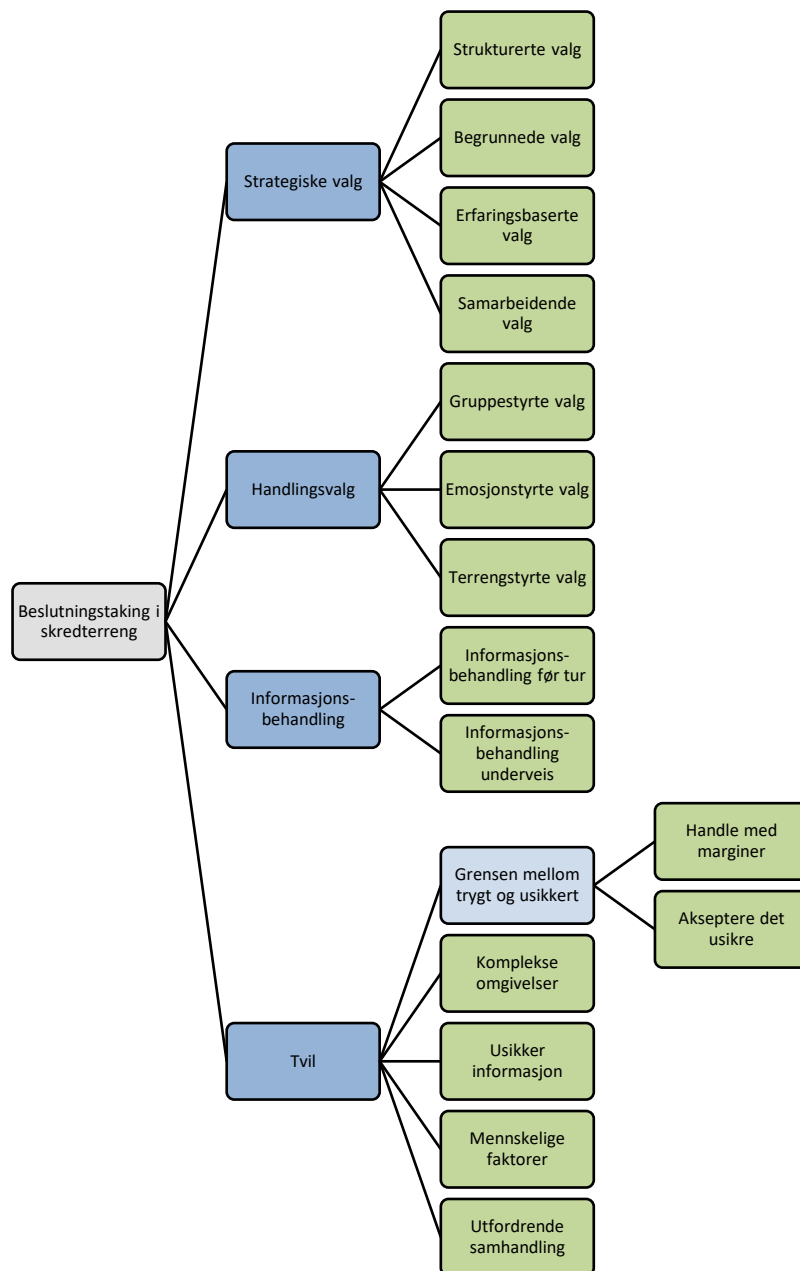 Beslutningstaking i
skredterreng
Strategiske valg
Strukturerte valg
Begrunnede valg
Erfaringsbaserte
valg
Samarbeidende
valg
Handlingsvalg
Gruppestyrte valg
Emosjonstyrte valg
Terrengstyrte valg
Informasjons-
behandling
Informasjons-
behandling før tur
Informasjons-
behandling
underveis
Tvil
Grensen mellom
trygt og usikkert
Handle med
marginer
Akseptere det
usikre
Komplekse
omgivelser
Usikker
informasjon
Mennskelige
faktorer
Utfordrende
samhandling